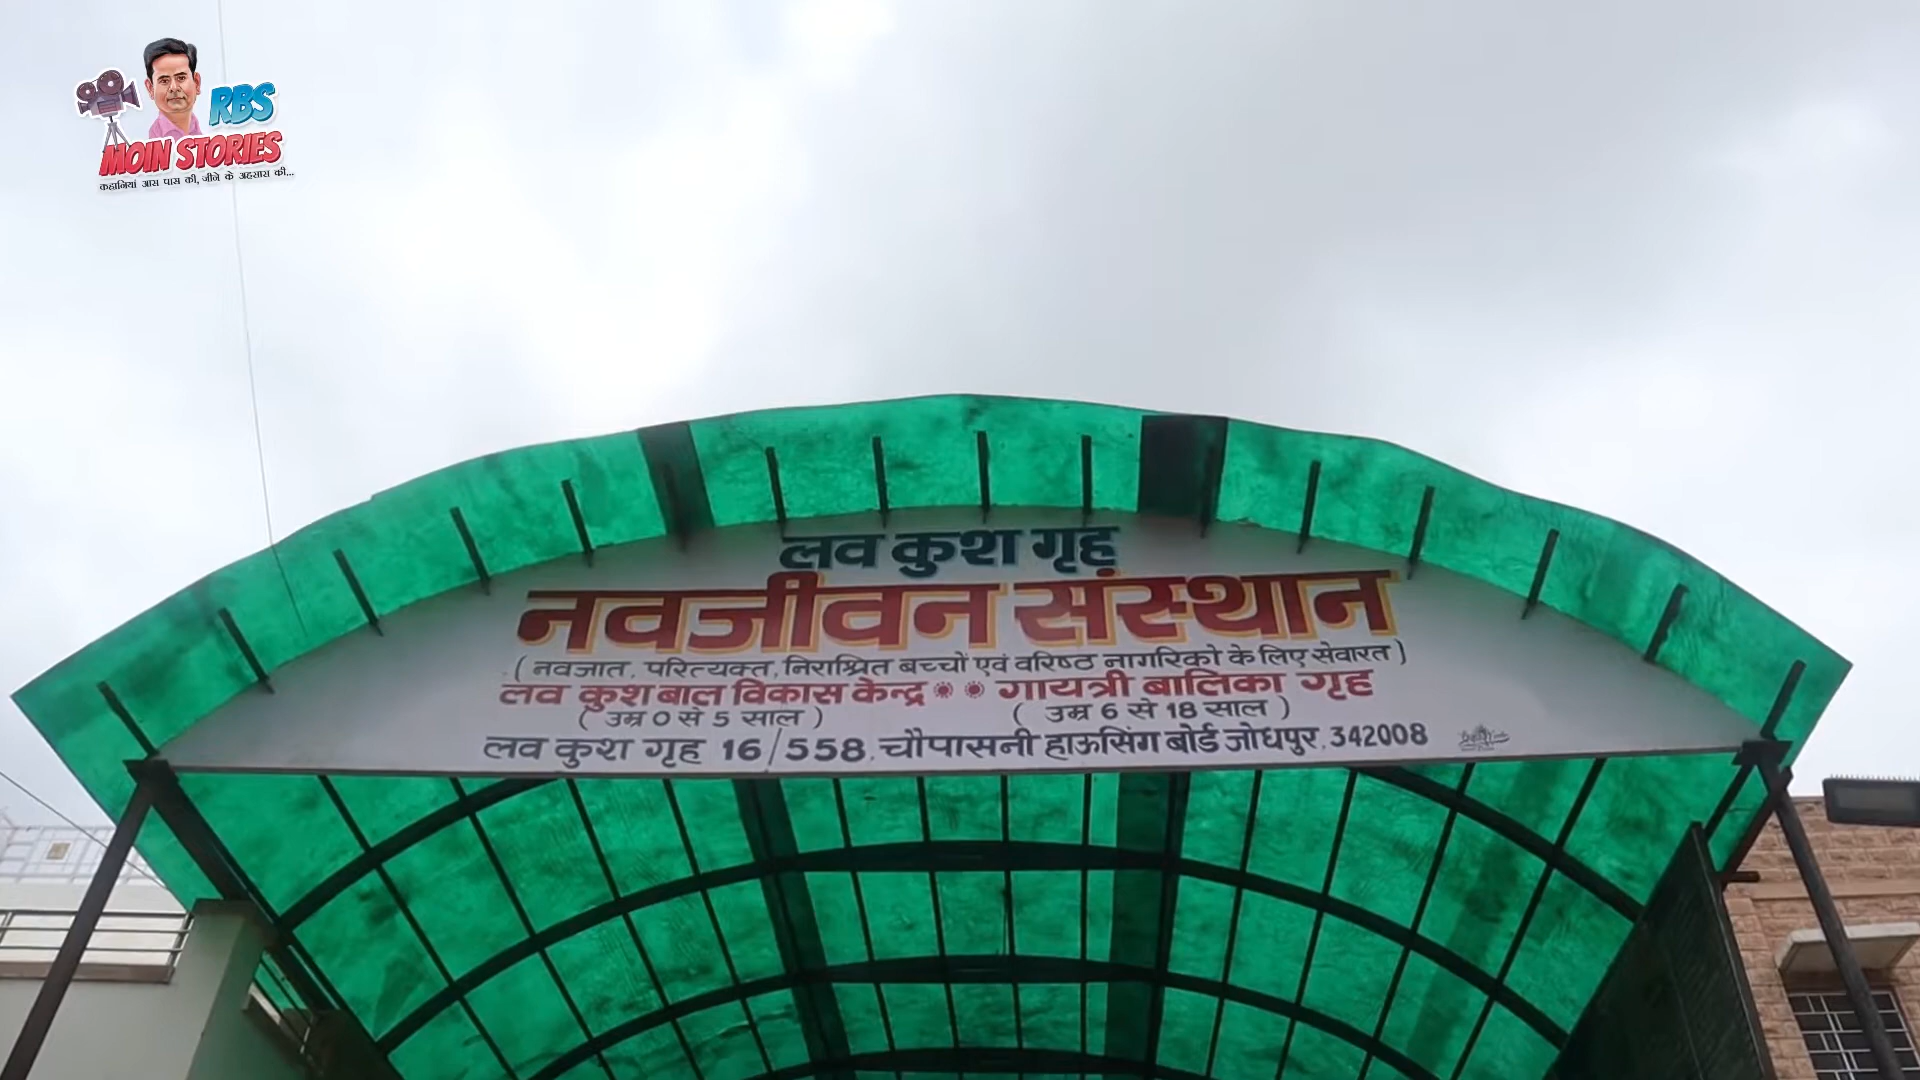 RBS
MOIN STORIES
कहानियां आस पास की, जीने के अहसास की...
लव कुश गृह
नवजीवन संस्थान
( नवजात, परित्यक्त, निराश्रित बच्चों एवं वरिष्ठ नागरिको के लिए सेवारत )
लव कुश बाल विकास केन्द्र गायत्री बालिका गृह
( उम्र 0 से 5 साल ) ( उम्र 6 से 18 साल )
लव कुश गृह 16/558, चौपासनी हाऊसिंग बोर्ड जोधपुर, 342008